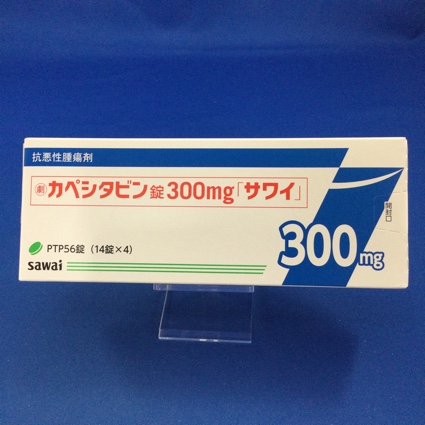 抗悪性腫瘍剤
劇 カペシタビン錠300mg「サワイ」
開封口
300mg
PTP56錠（14錠×4）
sawai